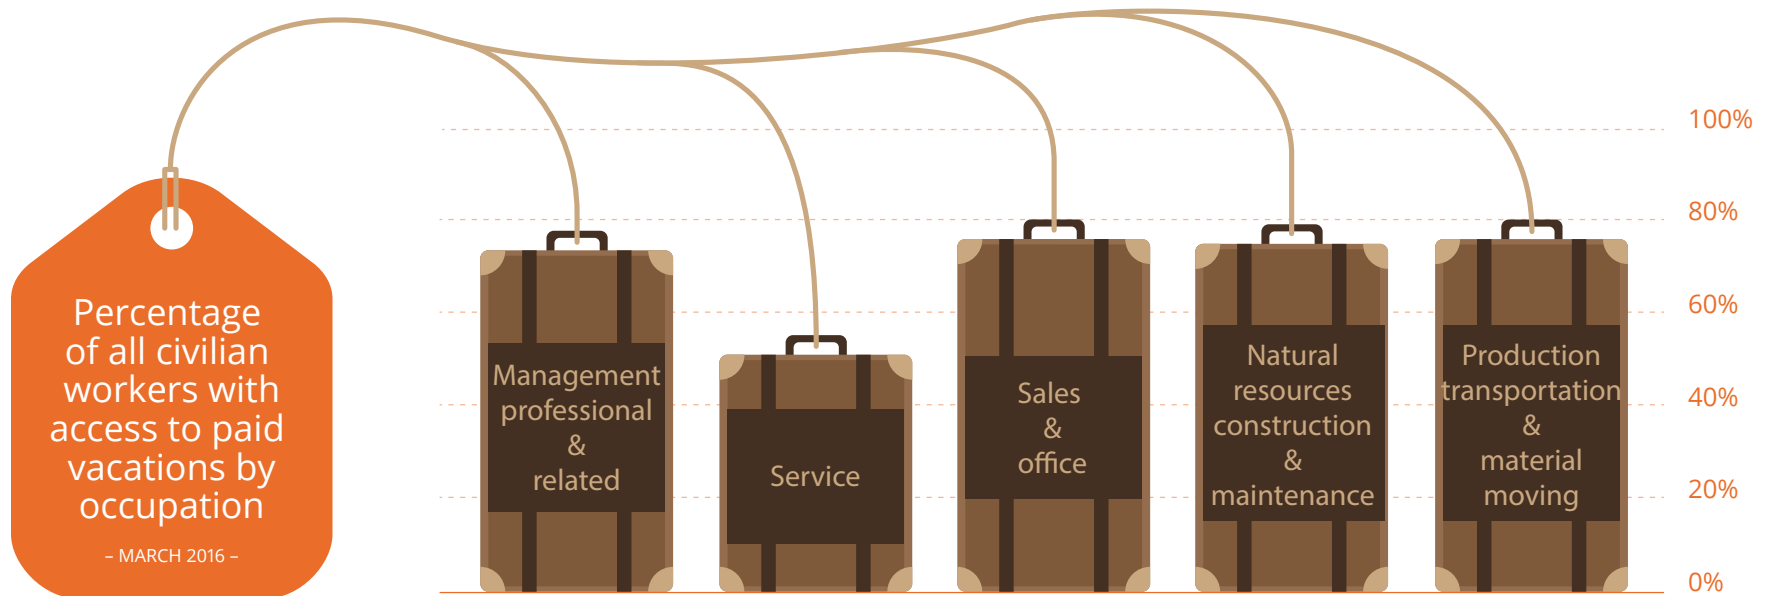 Percentage
of all civilian
workers with
access to paid
vacations by
occupation
– MARCH 2016 –
Management
professional
&
related
Service
Sales
&
office
Natural
resources
construction
&
maintenance
Production
transportation
&
material
moving
100%
80%
60%
40%
20%
0%